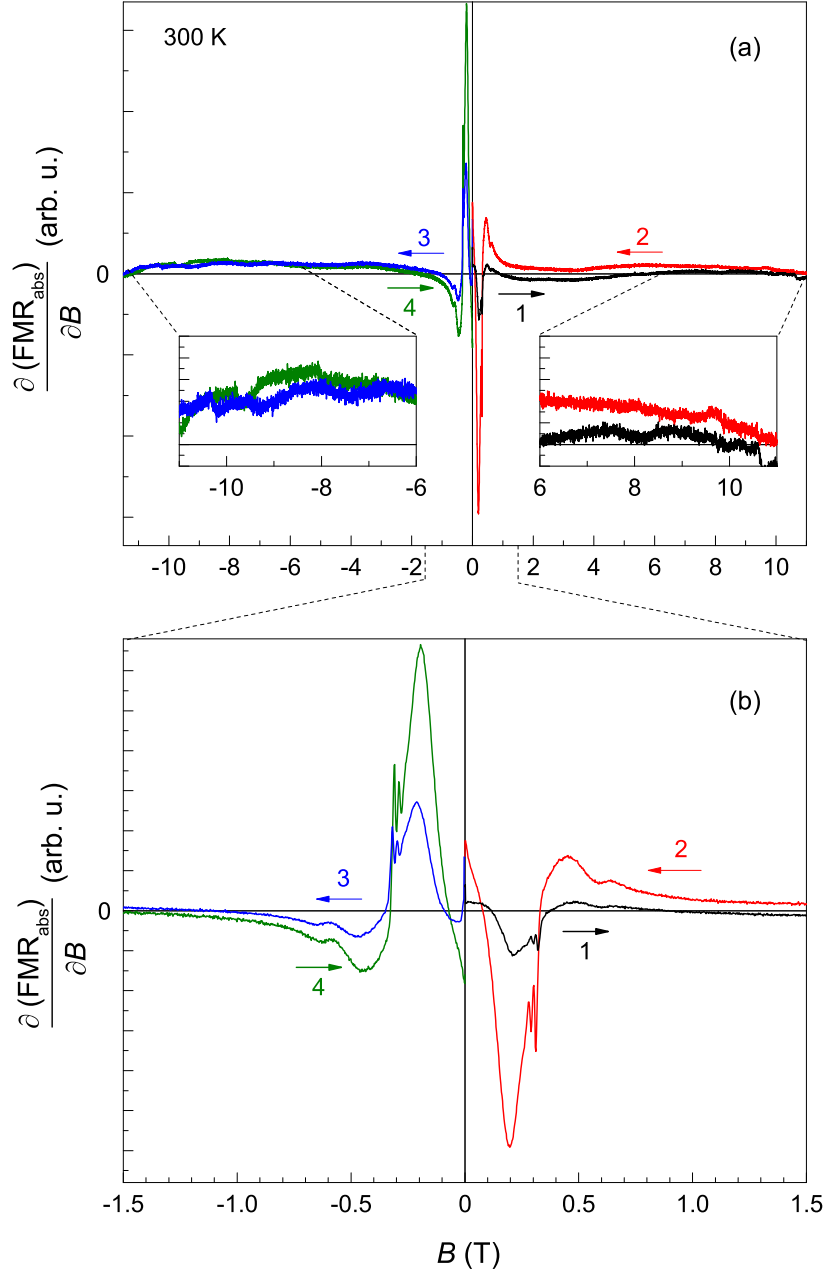 300 K
(a)
∂ (FMRabs)
∂B
(arb. u.)
0
3
2
4
1
-10 -8 -6
6 8 10
-10 -8 -6 -4 -2 0 2 4 6 8 10
(b)
∂ (FMRabs)
∂B
(arb. u.)
0
3
2
4
1
-1.5 -1.0 -0.5 0 0.5 1.0 1.5
B (T)